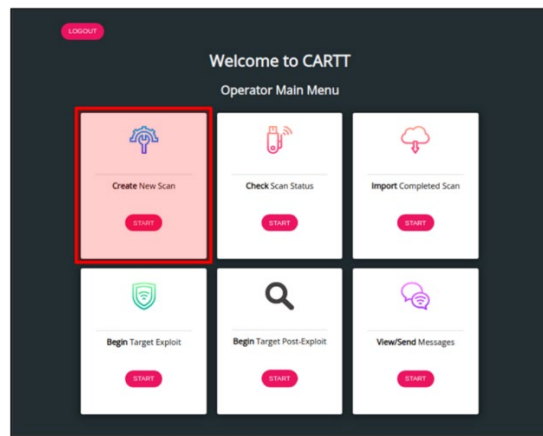 LOGOUT
Welcome to CARTT
Operator Main Menu
Create New Scan
Check Scan Status
Import Completed Scan
START
START
START
Begin Target Exploit
Begin Target Post-Exploit
View/Send Messages
START
START
START